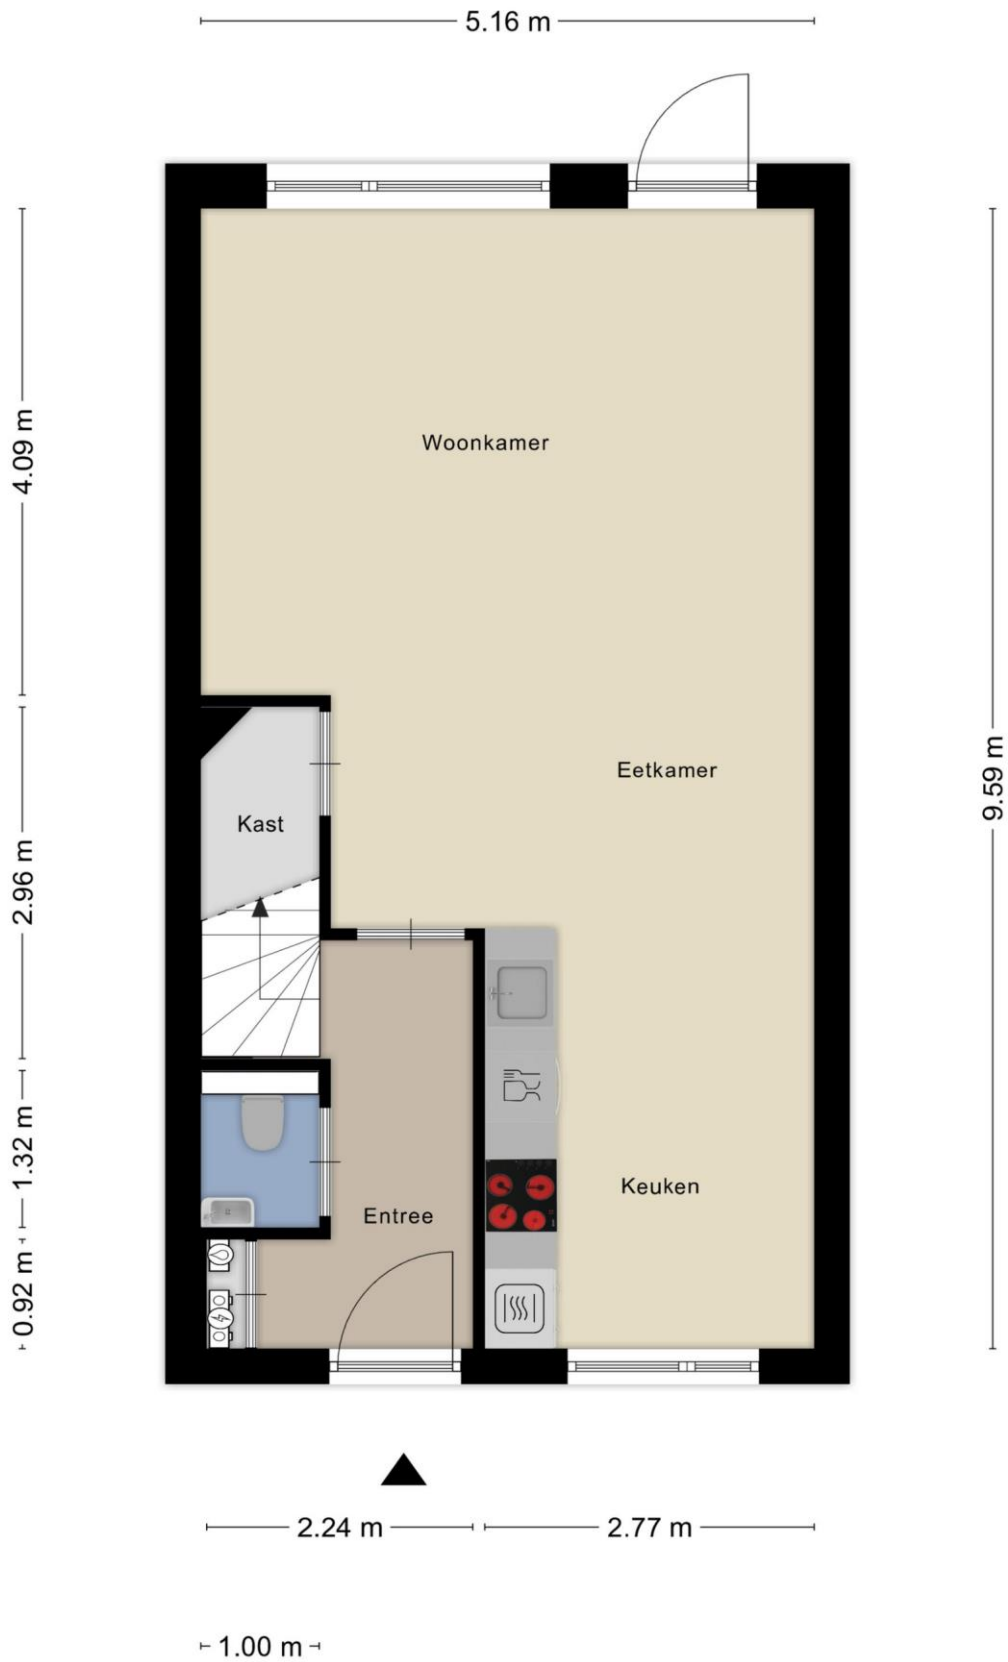 5.16 m
4.09 m
Woonkamer
9.59 m
Eetkamer
Kast
2.96 m
1.32 m
Keuken
Entree
0.92 m
2.24 m
2.77 m
1.00 m